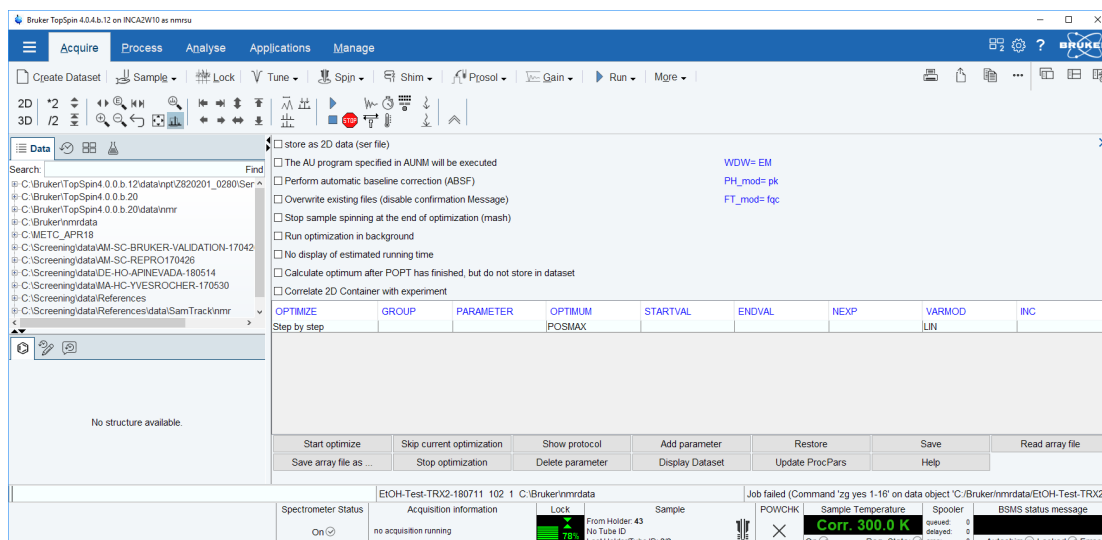 Bruker TopSpin 4.0.4.b.12 on INCA2W10 as nmrsu
Acquire Process Analyse Applications Manage
BRUKER
Create Dataset Sample Lock Tune Spin Shim Prosol Gain Run More
2D *2
3D /2
STOP
Data
Search: Find
C:\Bruker\TopSpin4.0.0.b.12\data\npt\Z820201_0280\Ser
C:\Bruker\TopSpin4.0.0.b.20
C:\Bruker\TopSpin4.0.0.b.20\data\nmr
C:\Bruker\nmrdata
C:\METC_APR18
C:\Screening\data\AM-SC-BRUKER-VALIDATION-17042
C:\Screening\data\AM-SC-REPRO170426
C:\Screening\data\DE-HO-APINEVADA-180514
C:\Screening\data\MA-HC-YVESROCHER-170530
C:\Screening\data\References
C:\Screening\data\References\data\SamTrack\nmr
No structure available.
store as 2D data (ser file)
The AU program specified in AUNM will be executed WDW= EM
Perform automatic baseline correction (ABSF) PH_mod= pk
Overwrite existing files (disable confirmation Message) FT_mod= fqc
Stop sample spinning at the end of optimization (mash)
Run optimization in background
No display of estimated running time
Calculate optimum after POPT has finished, but do not store in dataset
Correlate 2D Container with experiment
OPTIMIZE GROUP PARAMETER OPTIMUM STARTVAL ENDVAL NEXP VARMOD INC
Step by step POSMAX LIN
Start optimize Skip current optimization Show protocol Add parameter Restore Save Read array file
Save array file as ... Stop optimization Delete parameter Display Dataset Update ProcPars Help
EtOH-Test-TRX2-180711 102 1 C:\Bruker\nmrdata Job failed (Command 'zg yes 1-16' on data object 'C:/Bruker/nmrdata/EtOH-Test-TRX2
Spectrometer Status Acquisition information Lock Sample POWCHK Sample Temperature Spooler BSMS status message
On no acquisition running 78% From Holder: 43 Corr. 300.0 K queued: 0
No Tube ID delayed: 0